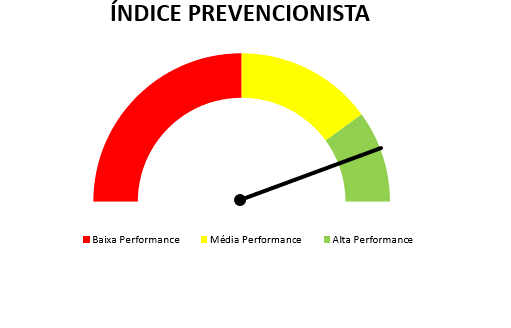 ÍNDICE PREVENCIONISTA
Baixa Performance Média Performance Alta Performance